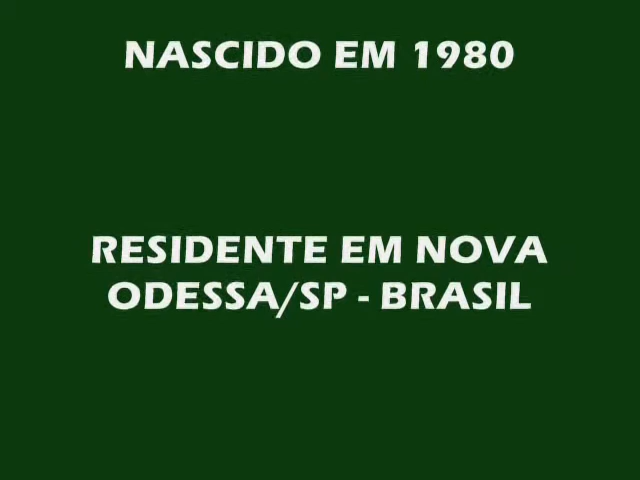 NASCIDO EM 1980
RESIDENTE EM NOVA
ODESSA/SP - BRASIL